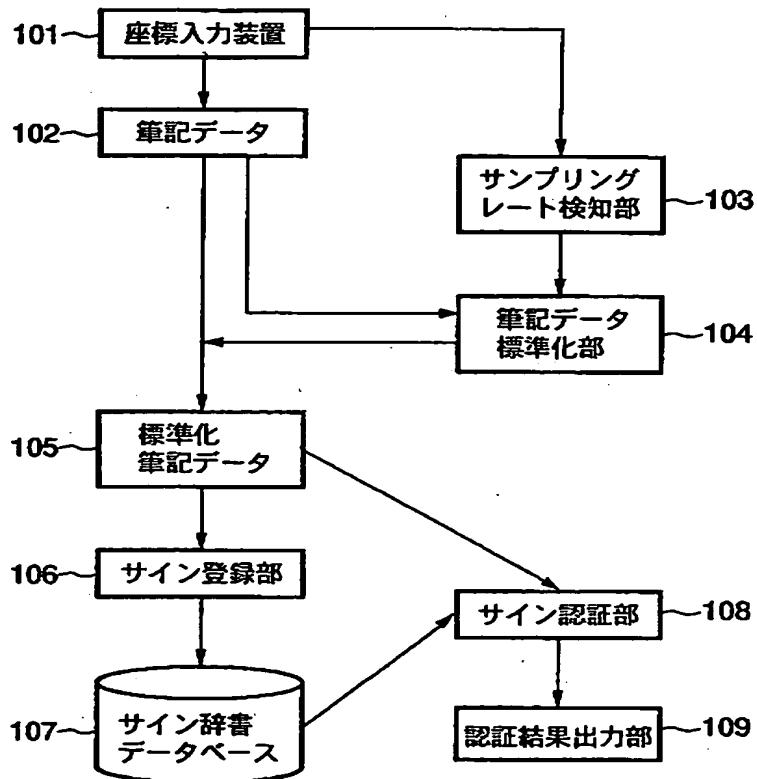 101
座標入力装置
102
筆記データ
サンプリング
レート検知部
103
筆記データ
標準化部
104
105
標準化
筆記データ
106
サイン登録部
サイン認証部
108
107
サイン辞書
データベース
認証結果出力部
109